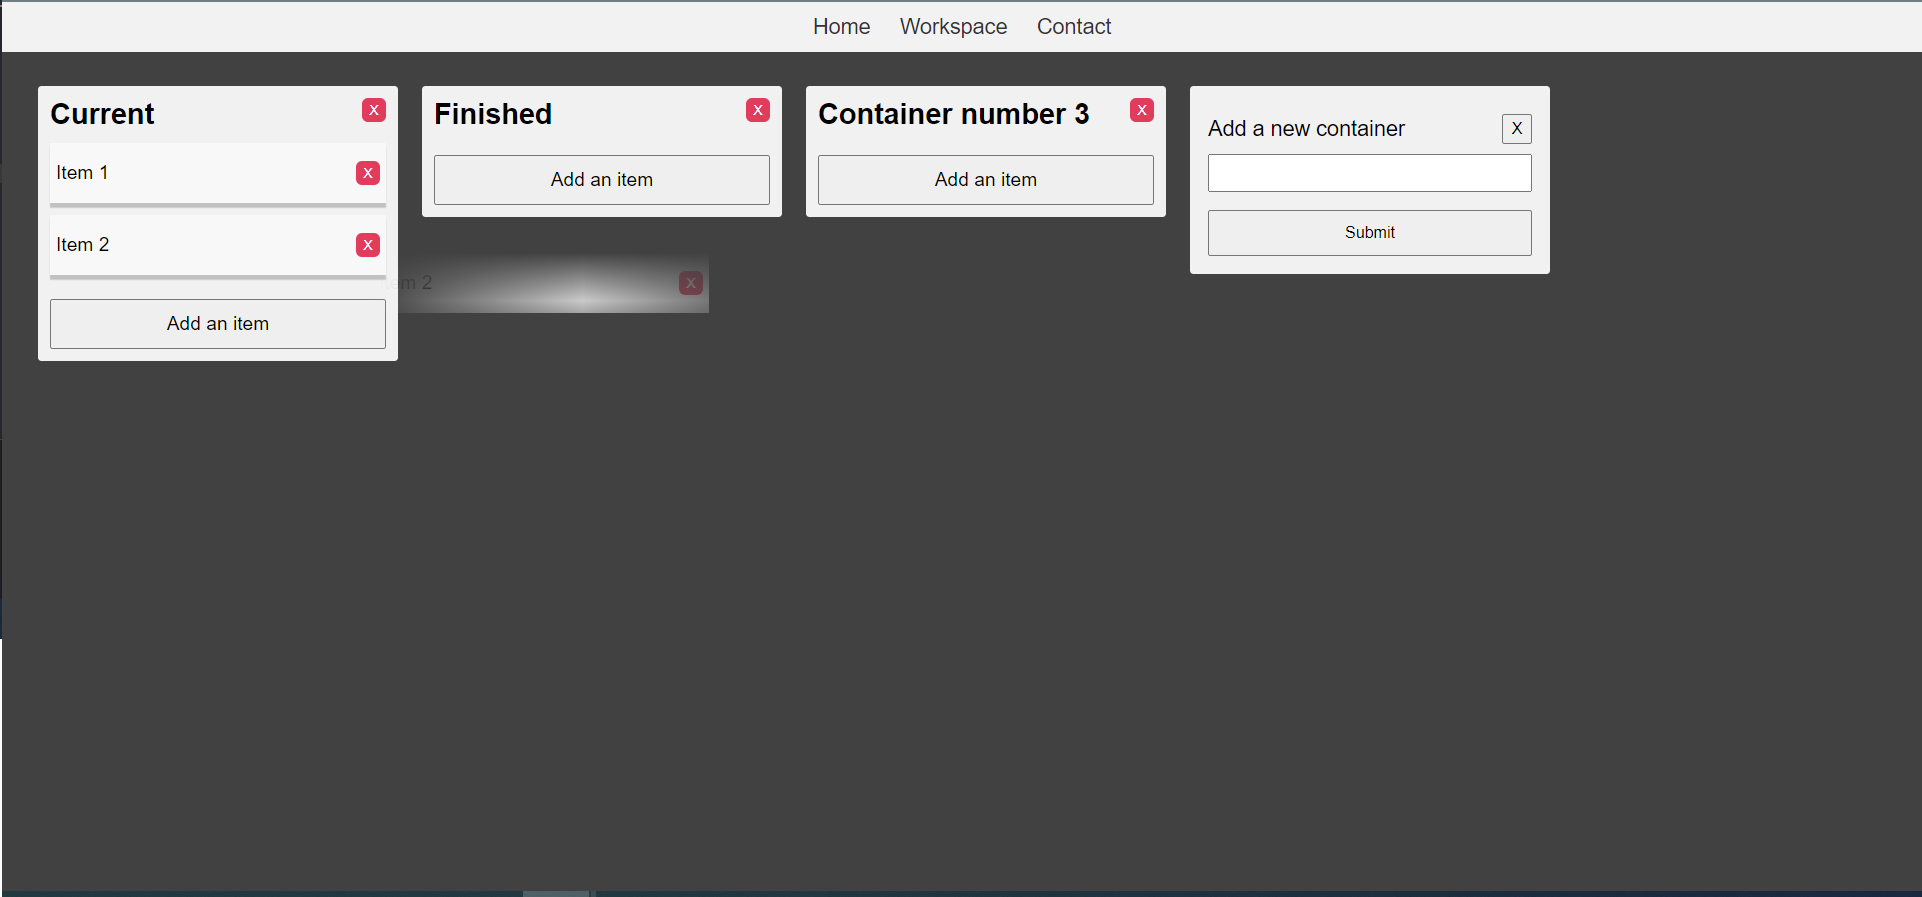 Home Workspace Contact
Current X
Item 1 X
Item 2 X
Add an item
Finished X
Add an item
Item 2 X
Container number 3 X
Add an item
Add a new container X
Submit